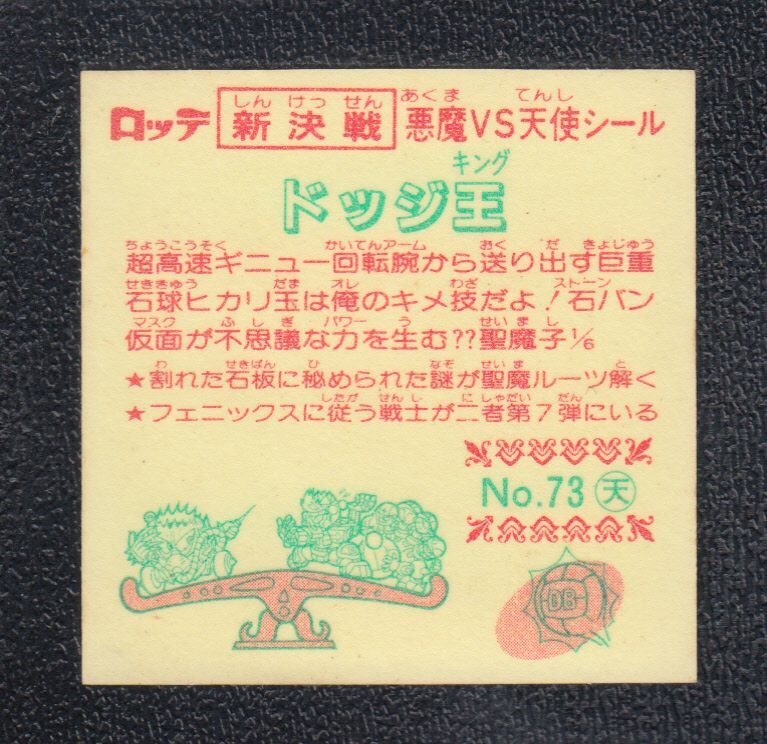 しん けっ せん あくま てんし
ロッテ 新決戦 悪魔VS天使シール
キング
ドッジ王
ちょうこうそく かいてんアーム おく だ きょじゅう
超高速ギニュー回転腕から送り出す巨重
せききゅう だま オレ わざ ストーン
石球ヒカリ玉は俺のキメ技だよ!石バン
マスク ふしぎ パワー う せいまし
仮面が不思議な力を生む??聖魔子1/6
わ せきばん ひ なぞ せいま と
★割れた石板に秘められた謎が聖魔ルーツ解く
したが せんし にしゃだい だん
★フェニックスに従う戦士が二者第7弾にいる
No.73 天
DB